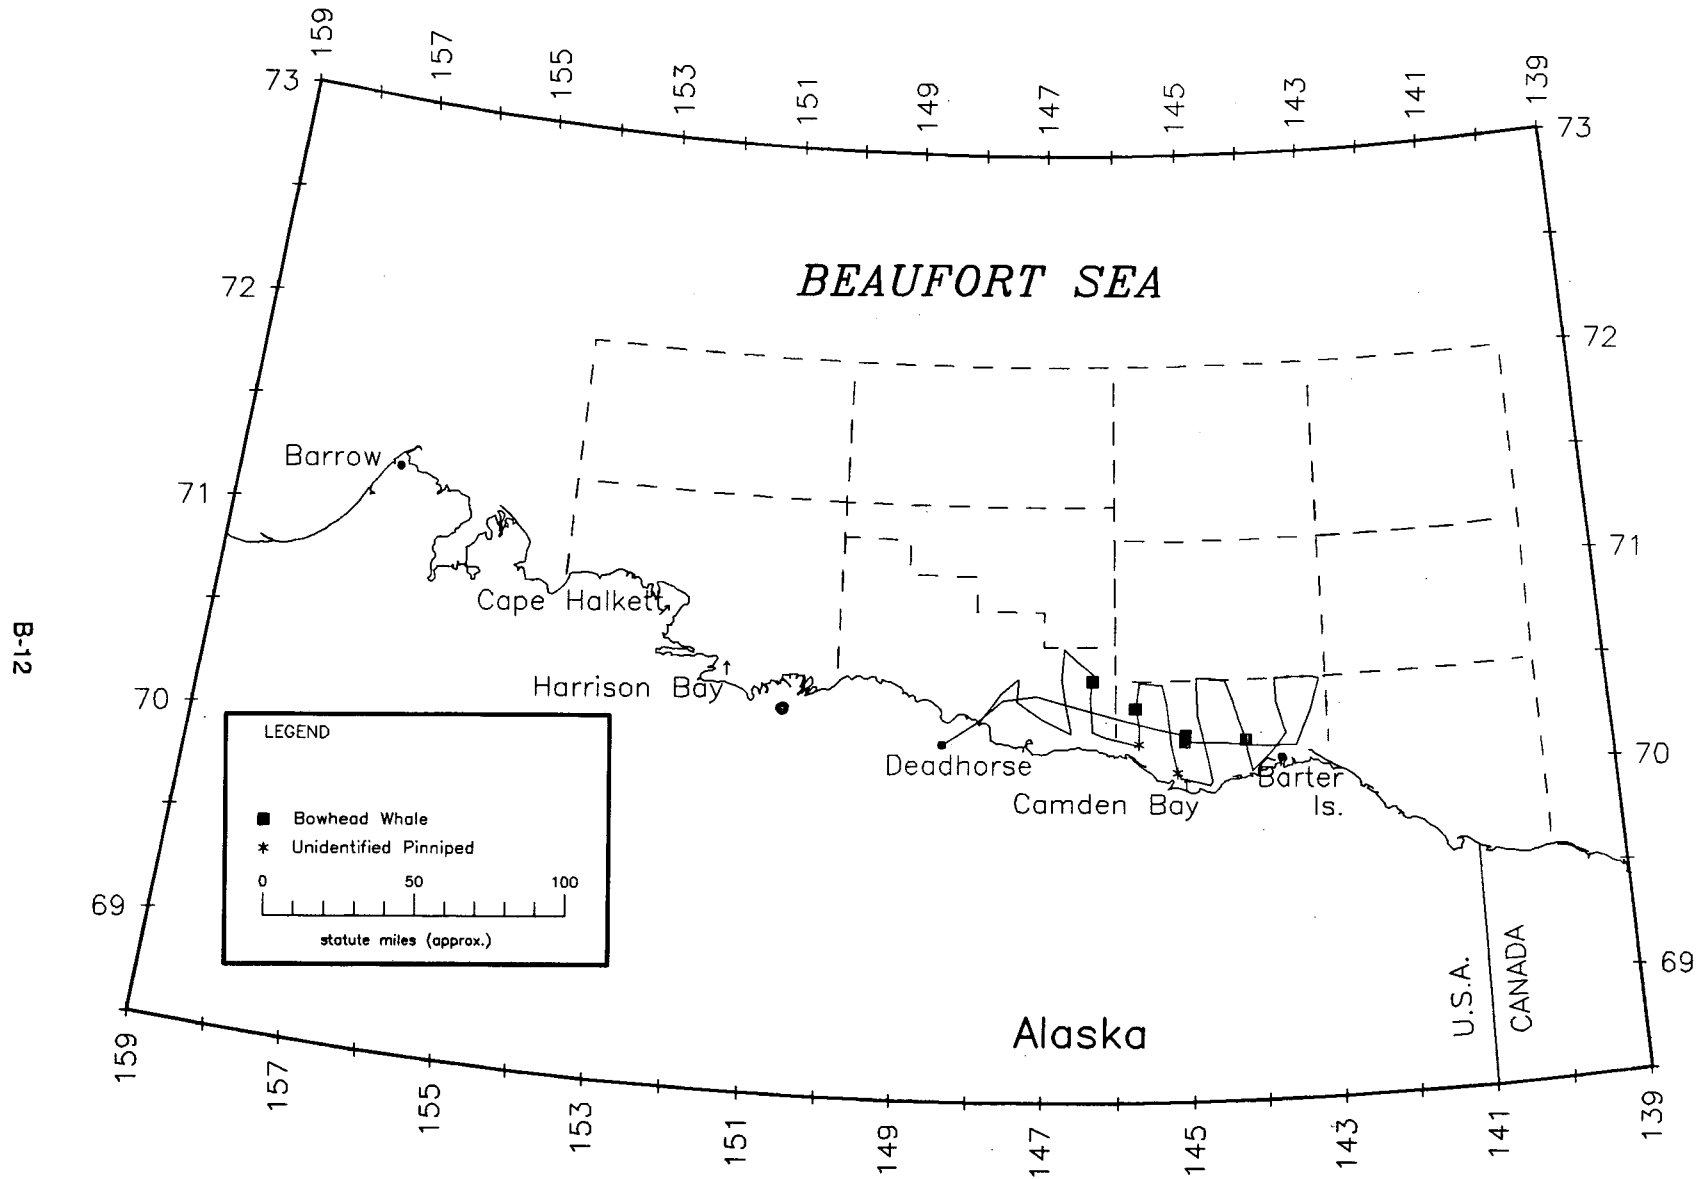 159
157
155
153
151
149
147
145
143
141
139
73
73
BEAUFORT SEA
72
72
Barrow
71
71
Cape Halkett
B-12
Harrison Bay
70
70
Deadhorse
Barter
Is.
Camden Bay
LEGEND
Bowhead Whale
Unidentified Pinniped
0 50 100
statute miles (approx.)
69
69
U.S.A.
CANADA
Alaska
159
157
155
153
151
149
147
145
143
141
139